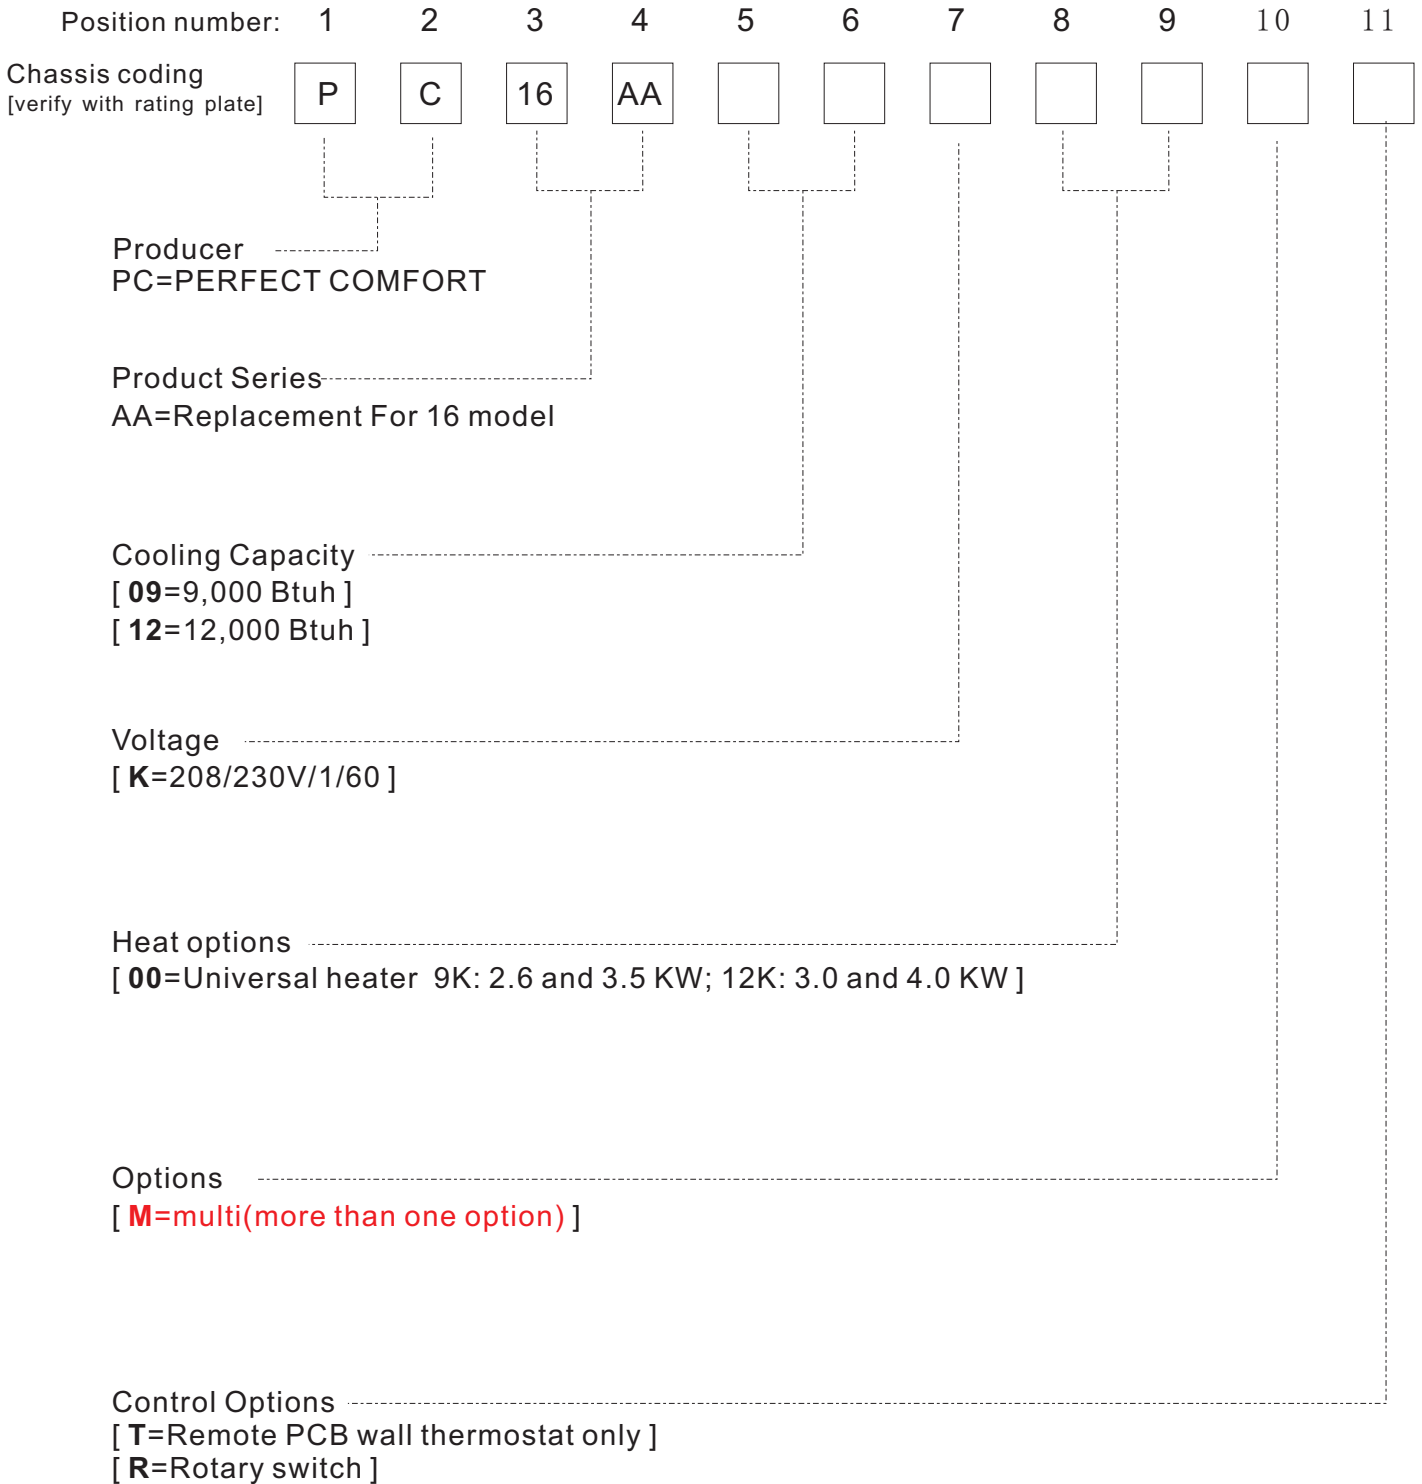 Position number: 1 2 3 4 5 6 7 8 9 10 11
Chassis coding
[verify with rating plate]
P C 16 AA
Producer
PC=PERFECT COMFORT
Product Series
AA=Replacement For 16 model
Cooling Capacity
[ 09=9,000 Btuh ]
[ 12=12,000 Btuh ]
Voltage
[ K=208/230V/1/60 ]
Heat options
[ 00=Universal heater 9K: 2.6 and 3.5 KW; 12K: 3.0 and 4.0 KW ]
Options
[ M=multi(more than one option) ]
Control Options
[ T=Remote PCB wall thermostat only ]
[ R=Rotary switch ]